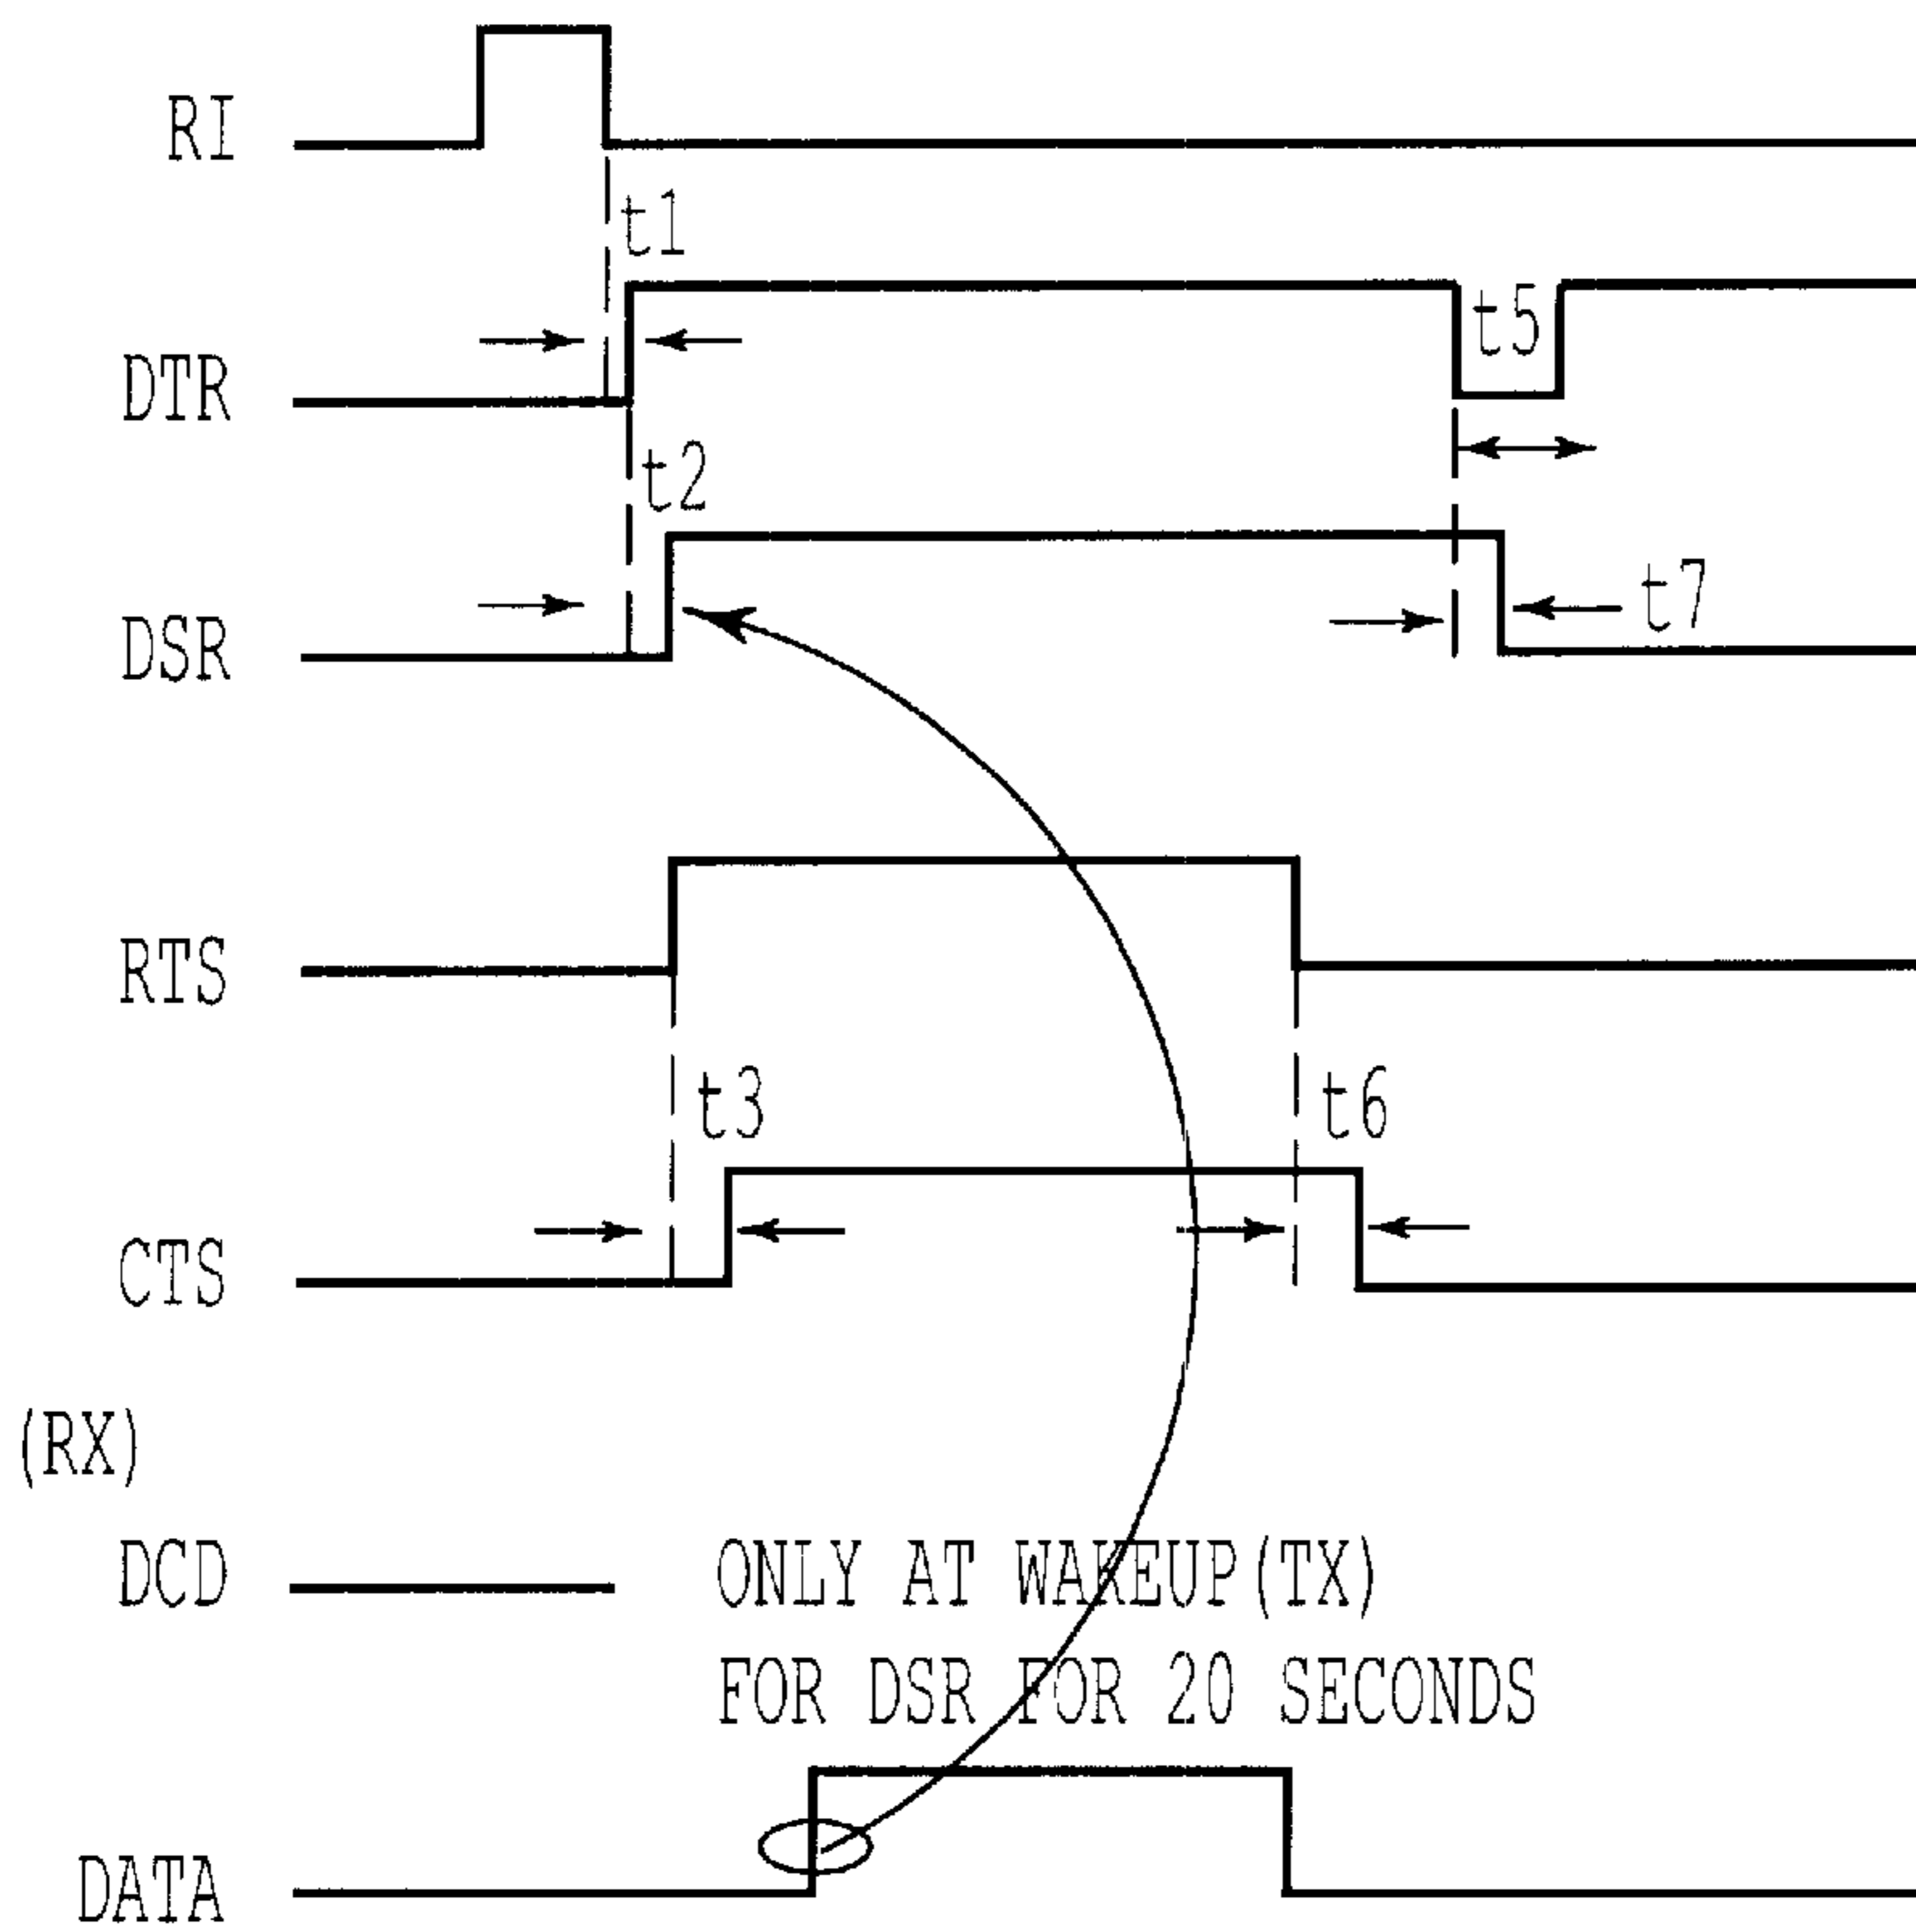 RI
t1
t5
DTR
t2
DSR
t7
RTS
t3
t6
CTS
(RX)
DCD
ONLY AT WAKEUP(TX)
FOR DSR FOR 20 SECONDS
DATA